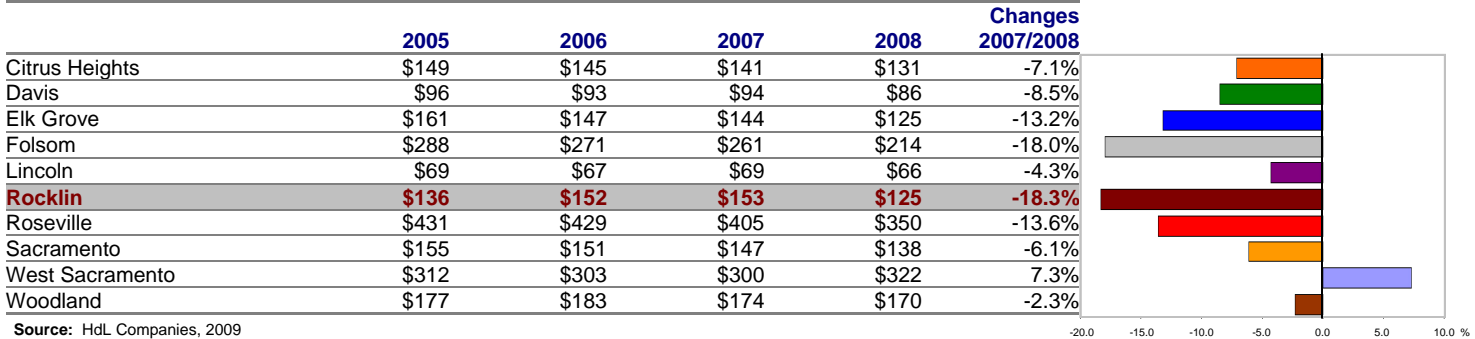 Changes
2005 2006 2007 2008 2007/2008
Citrus Heights $149 $145 $141 $131 -7.1%
Davis $96 $93 $94 $86 -8.5%
Elk Grove $161 $147 $144 $125 -13.2%
Folsom $288 $271 $261 $214 -18.0%
Lincoln $69 $67 $69 $66 -4.3%
Rocklin $136 $152 $153 $125 -18.3%
Roseville $431 $429 $405 $350 -13.6%
Sacramento $155 $151 $147 $138 -6.1%
West Sacramento $312 $303 $300 $322 7.3%
Woodland $177 $183 $174 $170 -2.3%
Source: HdL Companies, 2009
-20.0 -15.0 -10.0 -5.0 0.0 5.0 10.0 %